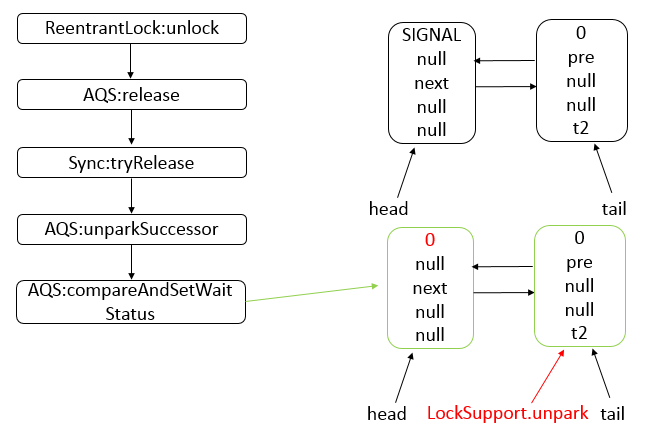 ReentrantLock:unlock
AQS:release
Sync:tryRelease
AQS:unparkSuccessor
AQS:compareAndSetWait
Status
SIGNAL
null
next
null
null
0
pre
null
null
t2
head
tail
0
null
next
null
null
0
pre
null
null
t2
head
LockSupport.unpark
tail